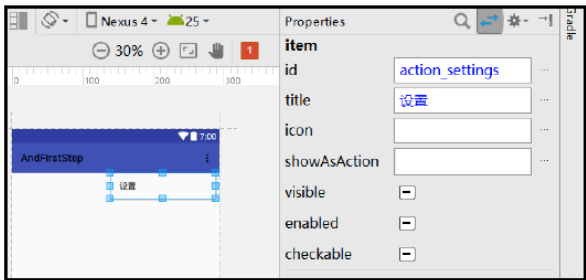 Nexus 4
25
30%
1
0
100
200
300
7:00
AndFirstStep
设置
Properties
item
id
action_settings
...
title
设置
...
icon
...
showAsAction
...
visible
enabled
checkable
Gradle